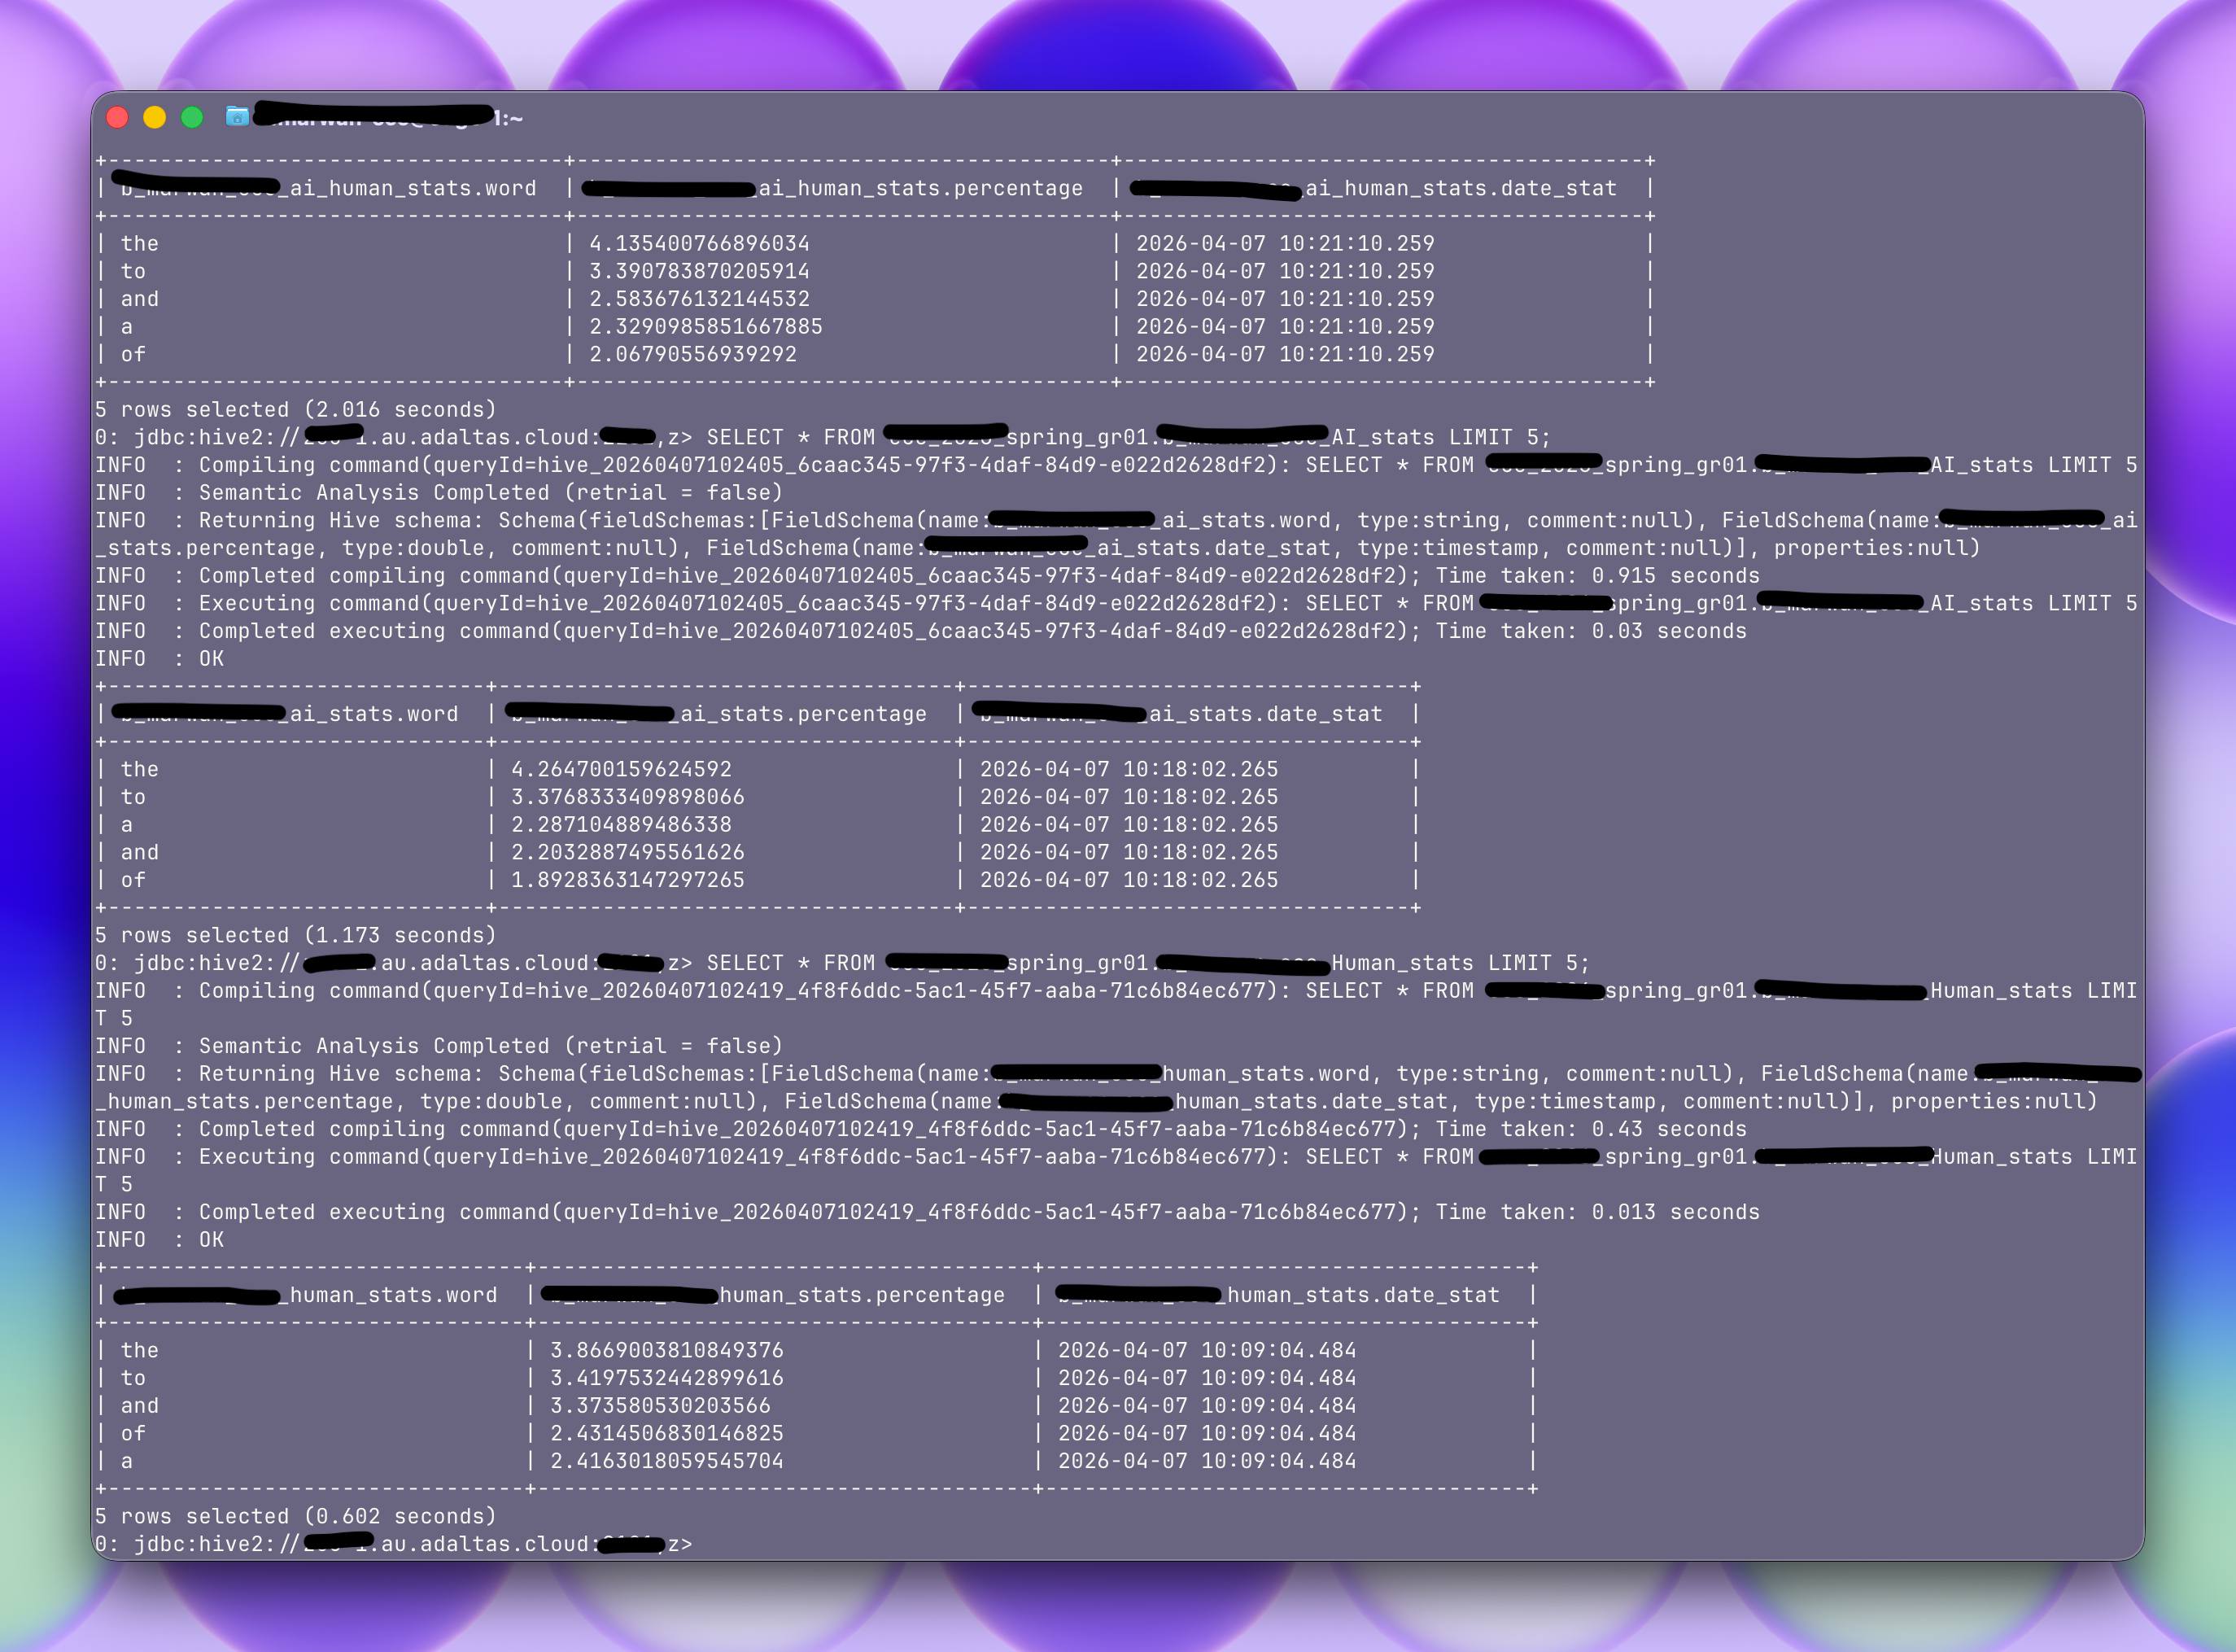 1:~
+-----------------------------------+------------------------------------------+-----------------------------------------+
| _ai_human_stats.word | ai_human_stats.percentage | ai_human_stats.date_stat |
+-----------------------------------+------------------------------------------+-----------------------------------------+
| the | 4.135400766896034 | 2026-04-07 10:21:10.259 |
| to | 3.390783870205914 | 2026-04-07 10:21:10.259 |
| and | 2.583676132144532 | 2026-04-07 10:21:10.259 |
| a | 2.3290985851667885 | 2026-04-07 10:21:10.259 |
| of | 2.06790556939292 | 2026-04-07 10:21:10.259 |
+-----------------------------------+------------------------------------------+-----------------------------------------+
5 rows selected (2.016 seconds)
0: jdbc:hive2:// .au.adaltas.cloud: ,z> SELECT * FROM spring_gr01. _AI_stats LIMIT 5;
INFO  : Compiling command(queryId=hive_20260407102405_6caac345-97f3-4daf-84d9-e022d2628df2): SELECT * FROM _spring_gr01. AI_stats LIMIT 5
INFO  : Semantic Analysis Completed (retrial = false)
INFO  : Returning Hive schema: Schema(fieldSchemas:[FieldSchema(name: _ai_stats.word, type:string, comment:null), FieldSchema(name: _ai
_stats.percentage, type:double, comment:null), FieldSchema(name: _ai_stats.date_stat, type:timestamp, comment:null)], properties:null)
INFO  : Completed compiling command(queryId=hive_20260407102405_6caac345-97f3-4daf-84d9-e022d2628df2); Time taken: 0.915 seconds
INFO  : Executing command(queryId=hive_20260407102405_6caac345-97f3-4daf-84d9-e022d2628df2): SELECT * FROM spring_gr01. _AI_stats LIMIT 5
INFO  : Completed executing command(queryId=hive_20260407102405_6caac345-97f3-4daf-84d9-e022d2628df2); Time taken: 0.03 seconds
INFO  : OK
+-----------------------------+-----------------------------------+----------------------------------+
| _ai_stats.word | _ai_stats.percentage | ai_stats.date_stat |
+-----------------------------+-----------------------------------+----------------------------------+
| the | 4.264700159624592 | 2026-04-07 10:18:02.265 |
| to | 3.3768333409898066 | 2026-04-07 10:18:02.265 |
| a | 2.287104889486338 | 2026-04-07 10:18:02.265 |
| and | 2.2032887495561626 | 2026-04-07 10:18:02.265 |
| of | 1.8928363147297265 | 2026-04-07 10:18:02.265 |
+-----------------------------+-----------------------------------+----------------------------------+
5 rows selected (1.173 seconds)
0: jdbc:hive2:// .au.adaltas.cloud: ,z> SELECT * FROM spring_gr01. Human_stats LIMIT 5;
INFO  : Compiling command(queryId=hive_20260407102419_4f8f6ddc-5ac1-45f7-aaba-71c6b84ec677): SELECT * FROM spring_gr01. _Human_stats LIMI
T 5
INFO  : Semantic Analysis Completed (retrial = false)
INFO  : Returning Hive schema: Schema(fieldSchemas:[FieldSchema(name: human_stats.word, type:string, comment:null), FieldSchema(name:
_human_stats.percentage, type:double, comment:null), FieldSchema(name: human_stats.date_stat, type:timestamp, comment:null)], properties:null)
INFO  : Completed compiling command(queryId=hive_20260407102419_4f8f6ddc-5ac1-45f7-aaba-71c6b84ec677); Time taken: 0.43 seconds
INFO  : Executing command(queryId=hive_20260407102419_4f8f6ddc-5ac1-45f7-aaba-71c6b84ec677): SELECT * FROM _spring_gr01. Human_stats LIMI
T 5
INFO  : Completed executing command(queryId=hive_20260407102419_4f8f6ddc-5ac1-45f7-aaba-71c6b84ec677); Time taken: 0.013 seconds
INFO  : OK
+--------------------------------+--------------------------------------+-------------------------------------+
| _human_stats.word | human_stats.percentage | human_stats.date_stat |
+--------------------------------+--------------------------------------+-------------------------------------+
| the | 3.8669003810849376 | 2026-04-07 10:09:04.484 |
| to | 3.4197532442899616 | 2026-04-07 10:09:04.484 |
| and | 3.373580530203566 | 2026-04-07 10:09:04.484 |
| of | 2.4314506830146825 | 2026-04-07 10:09:04.484 |
| a | 2.4163018059545704 | 2026-04-07 10:09:04.484 |
+--------------------------------+--------------------------------------+-------------------------------------+
5 rows selected (0.602 seconds)
0: jdbc:hive2:// .au.adaltas.cloud: ,z>